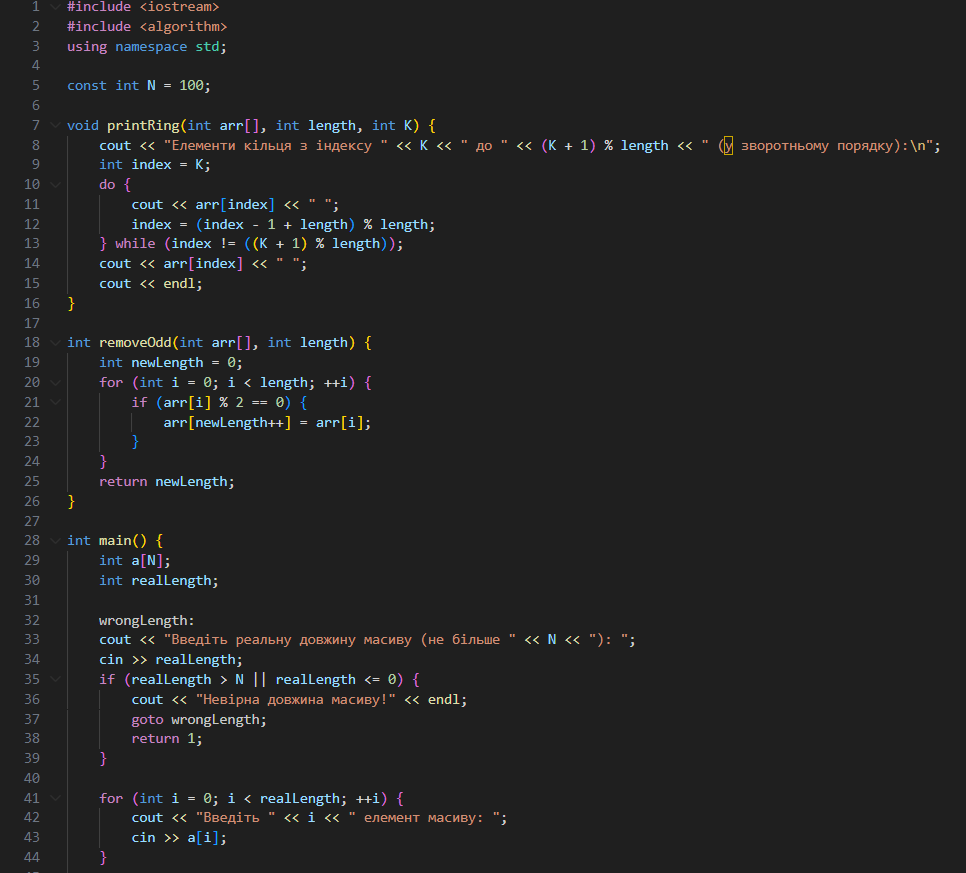 1 #include <iostream>
2 #include <algorithm>
3 using namespace std;
4
5 const int N = 100;
6
7 void printRing(int arr[], int length, int K) {
8     cout << "Елементи кільця з індексу " << K << " до " << (K + 1) % length << " (у зворотньому порядку):\n";
9     int index = K;
10     do {
11         cout << arr[index] << " ";
12         index = (index - 1 + length) % length;
13     } while (index != ((K + 1) % length));
14     cout << arr[index] << " ";
15     cout << endl;
16 }
17
18 int removeOdd(int arr[], int length) {
19     int newLength = 0;
20     for (int i = 0; i < length; ++i) {
21         if (arr[i] % 2 == 0) {
22             arr[newLength++] = arr[i];
23         }
24     }
25     return newLength;
26 }
27
28 int main() {
29     int a[N];
30     int realLength;
31
32     wrongLength:
33     cout << "Введіть реальну довжину масиву (не більше " << N << "): ";
34     cin >> realLength;
35     if (realLength > N || realLength <= 0) {
36         cout << "Невірна довжина масиву!" << endl;
37         goto wrongLength;
38         return 1;
39     }
40
41     for (int i = 0; i < realLength; ++i) {
42         cout << "Введіть " << i << " елемент масиву: ";
43         cin >> a[i];
44     }